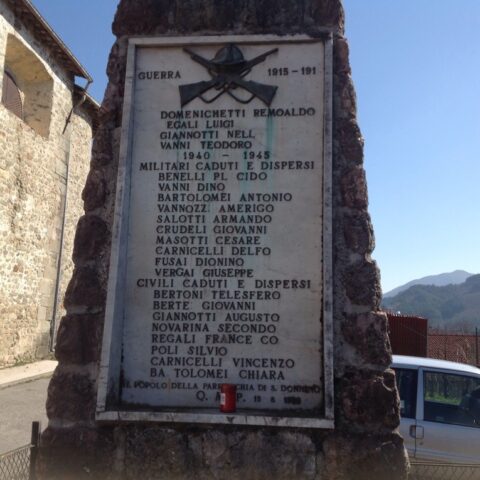 GUERRA 1915-191
DOMENICHETTI REMOALDO
EGALI LUIGI
GIANNOTTI NELL
VANNI TEODORO
1940 - 1945
MILITARI CADUTI E DISPERSI
BENELLI PL CIDO
VANNI DINO
BARTOLOMEI ANTONIO
VANNOZZ AMERIGO
SALOTTI ARMANDO
CRUDELI GIOVANNI
MASOTTI CESARE
CARNICELLI DELFO
FUSAI DIONINO
VERGAI GIUSEPPE
CIVILI CADUTI E DISPERSI
BERTONI TELESFERO
BERTE GIOVANNI
GIANNOTTI AUGUSTO
NOVARINA SECONDO
REGALI FRANCE CO
POLI SILVIO
CARNICELLI VINCENZO
BA TOLOMEI CHIARA
IL POPOLO DELLA PARR CHIA DI S. DONNINO